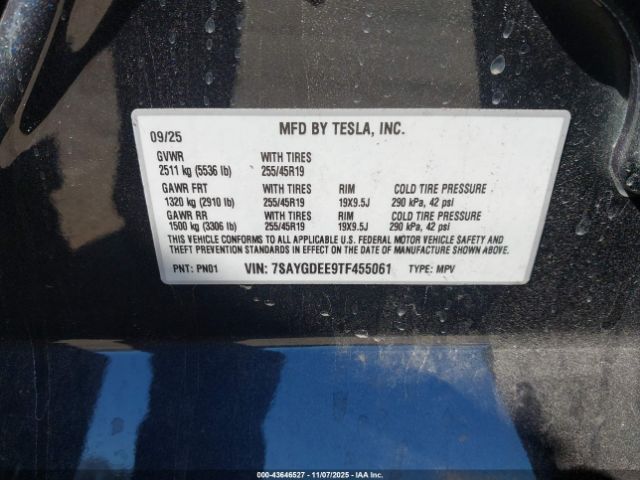 09/25 MFD BY TESLA, INC.
GVWR WITH TIRES
2511 kg (5536 lb) 255/45R19
GAWR FRT WITH TIRES RIM COLD TIRE PRESSURE
1320 kg (2910 lb) 255/45R19 19X9.5J 290 kPa, 42 psi
GAWR RR WITH TIRES RIM COLD TIRE PRESSURE
1500 kg (3306 lb) 255/45R19 19X9.5J 290 kPa, 42 psi
THIS VEHICLE CONFORMS TO ALL APPLICABLE U.S. FEDERAL MOTOR VEHICLE SAFETY AND
THEFT PREVENTION STANDARDS IN EFFECT ON THE DATE OF MANUFACTURE SHOWN ABOVE.
PNT: PN01 VIN: 7SAYGDEE9TF455061 TYPE: MPV
000-43646527 - 11/07/2025 - IAA Inc.